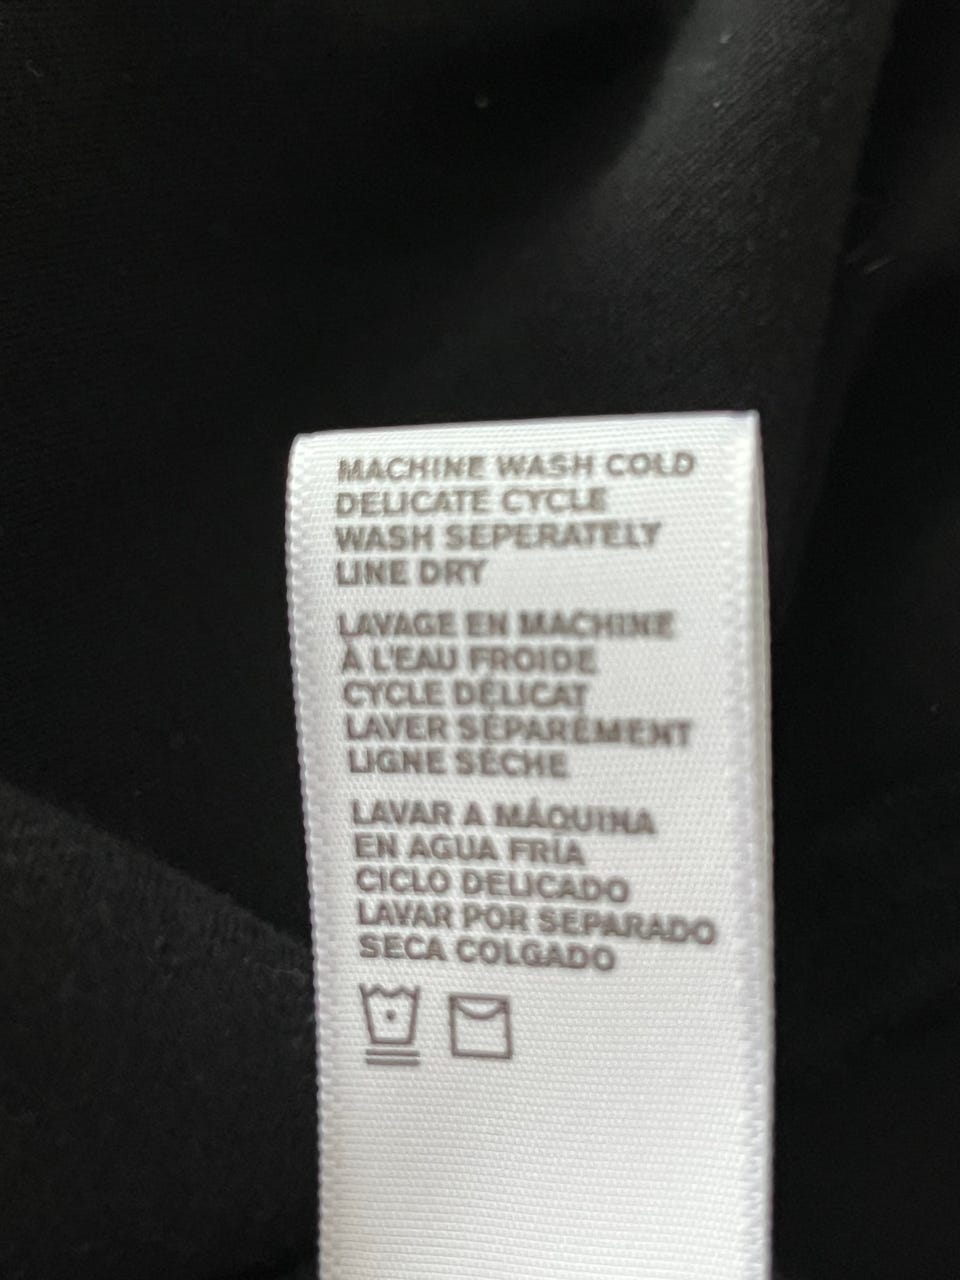 MACHINE WASH COLD
DELICATE CYCLE
WASH SEPERATELY
LINE DRY
LAVAGE EN MACHINE
À L'EAU FROIDE
CYCLE DÉLICAT
LAVER SÉPARÉMENT
LIGNE SÈCHE
LAVAR A MÁQUINA
EN AGUA FRÍA
CICLO DELICADO
LAVAR POR SEPARADO
SECA COLGADO